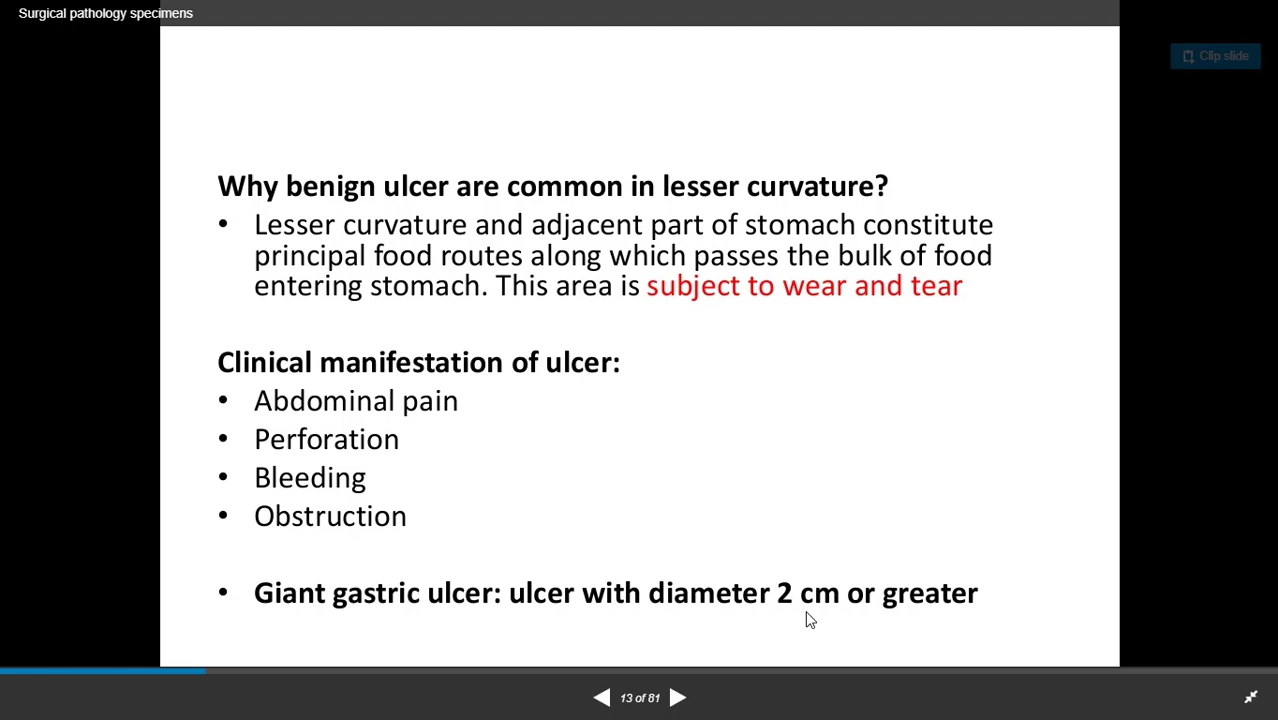 Surgical pathology specimens
Clip slide
Why benign ulcer are common in lesser curvature?
• Lesser curvature and adjacent part of stomach constitute
principal food routes along which passes the bulk of food
entering stomach. This area is subject to wear and tear
Clinical manifestation of ulcer:
• Abdominal pain
• Perforation
• Bleeding
• Obstruction
• Giant gastric ulcer: ulcer with diameter 2 cm or greater
13 of 81